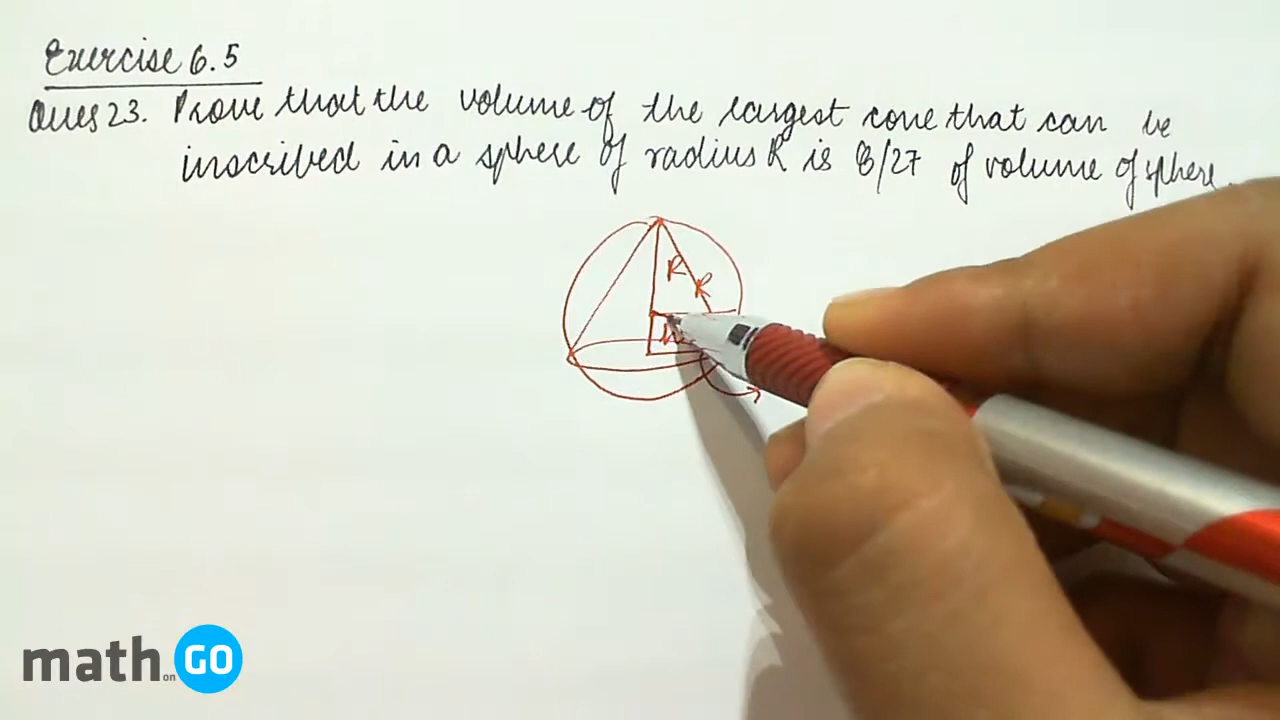 Exercise 6.5
Ques 23. Prove that the volume of the largest cone that can be
inscribed in a sphere of radius R is 8/27 of volume of sphere.
R
R
math on GO